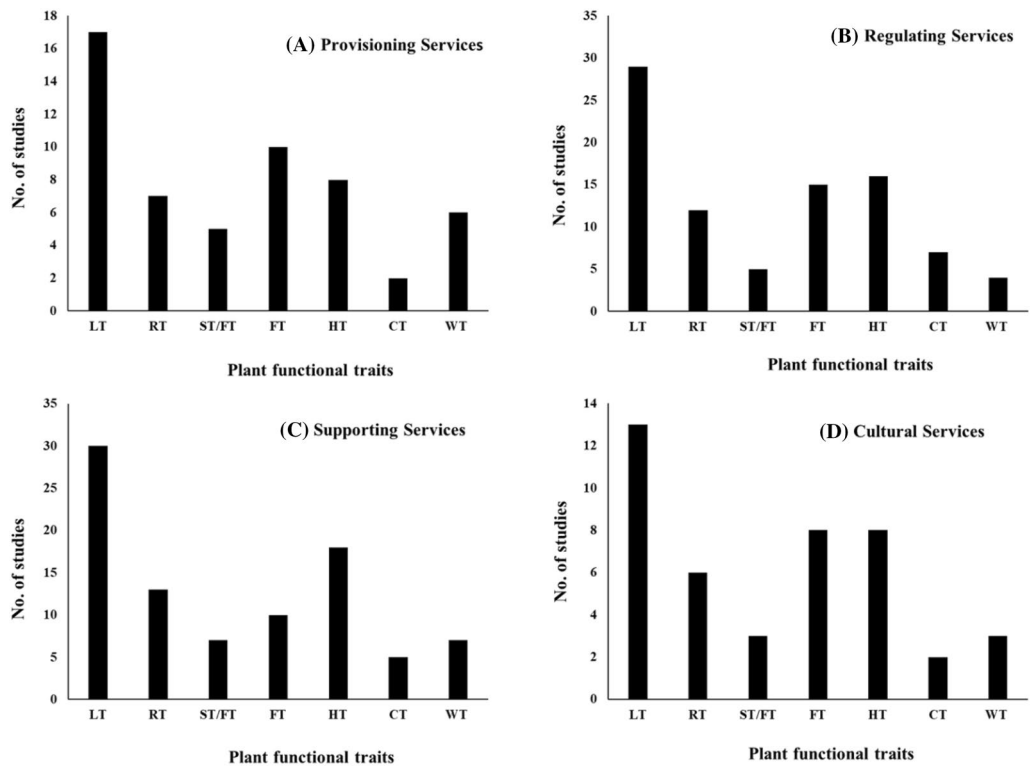 (A) Provisioning Services
No. of studies
18
16
14
12
10
8
6
4
2
0
LT RT ST/FT FT HT CT WT
Plant functional traits
(B) Regulating Services
No. of studies
35
30
25
20
15
10
5
0
LT RT ST/FT FT HT CT WT
Plant functional traits
(C) Supporting Services
No. of studies
35
30
25
20
15
10
5
0
LT RT ST/FT FT HT CT WT
Plant functional traits
(D) Cultural Services
No. of studies
14
12
10
8
6
4
2
0
LT RT ST/FT FT HT CT WT
Plant functional traits